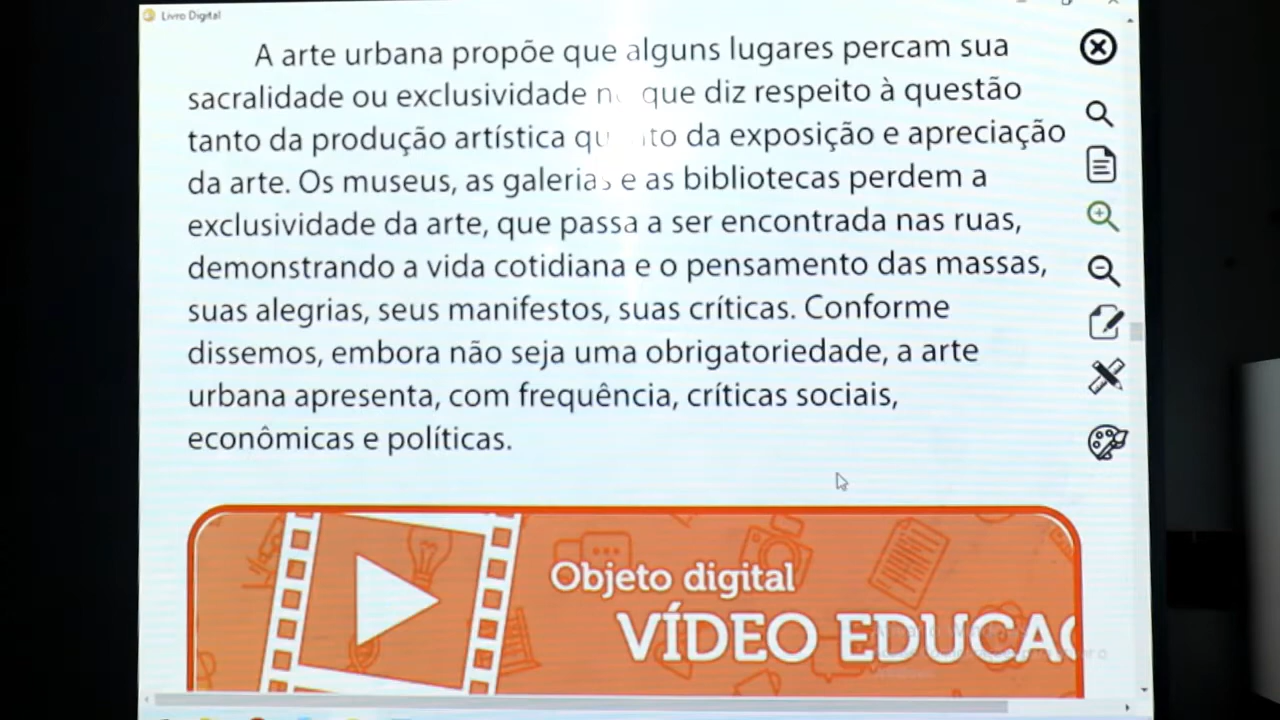 Livro Digital
A arte urbana propõe que alguns lugares percam sua
sacralidade ou exclusividade que diz respeito à questão
tanto da produção artística da exposição e apreciação
da arte. Os museus, as galerias e as bibliotecas perdem a
exclusividade da arte, que passa a ser encontrada nas ruas,
demonstrando a vida cotidiana e o pensamento das massas,
suas alegrias, seus manifestos, suas críticas. Conforme
dissemos, embora não seja uma obrigatoriedade, a arte
urbana apresenta, com frequência, críticas sociais,
econômicas e políticas.
Objeto digital
VÍDEO